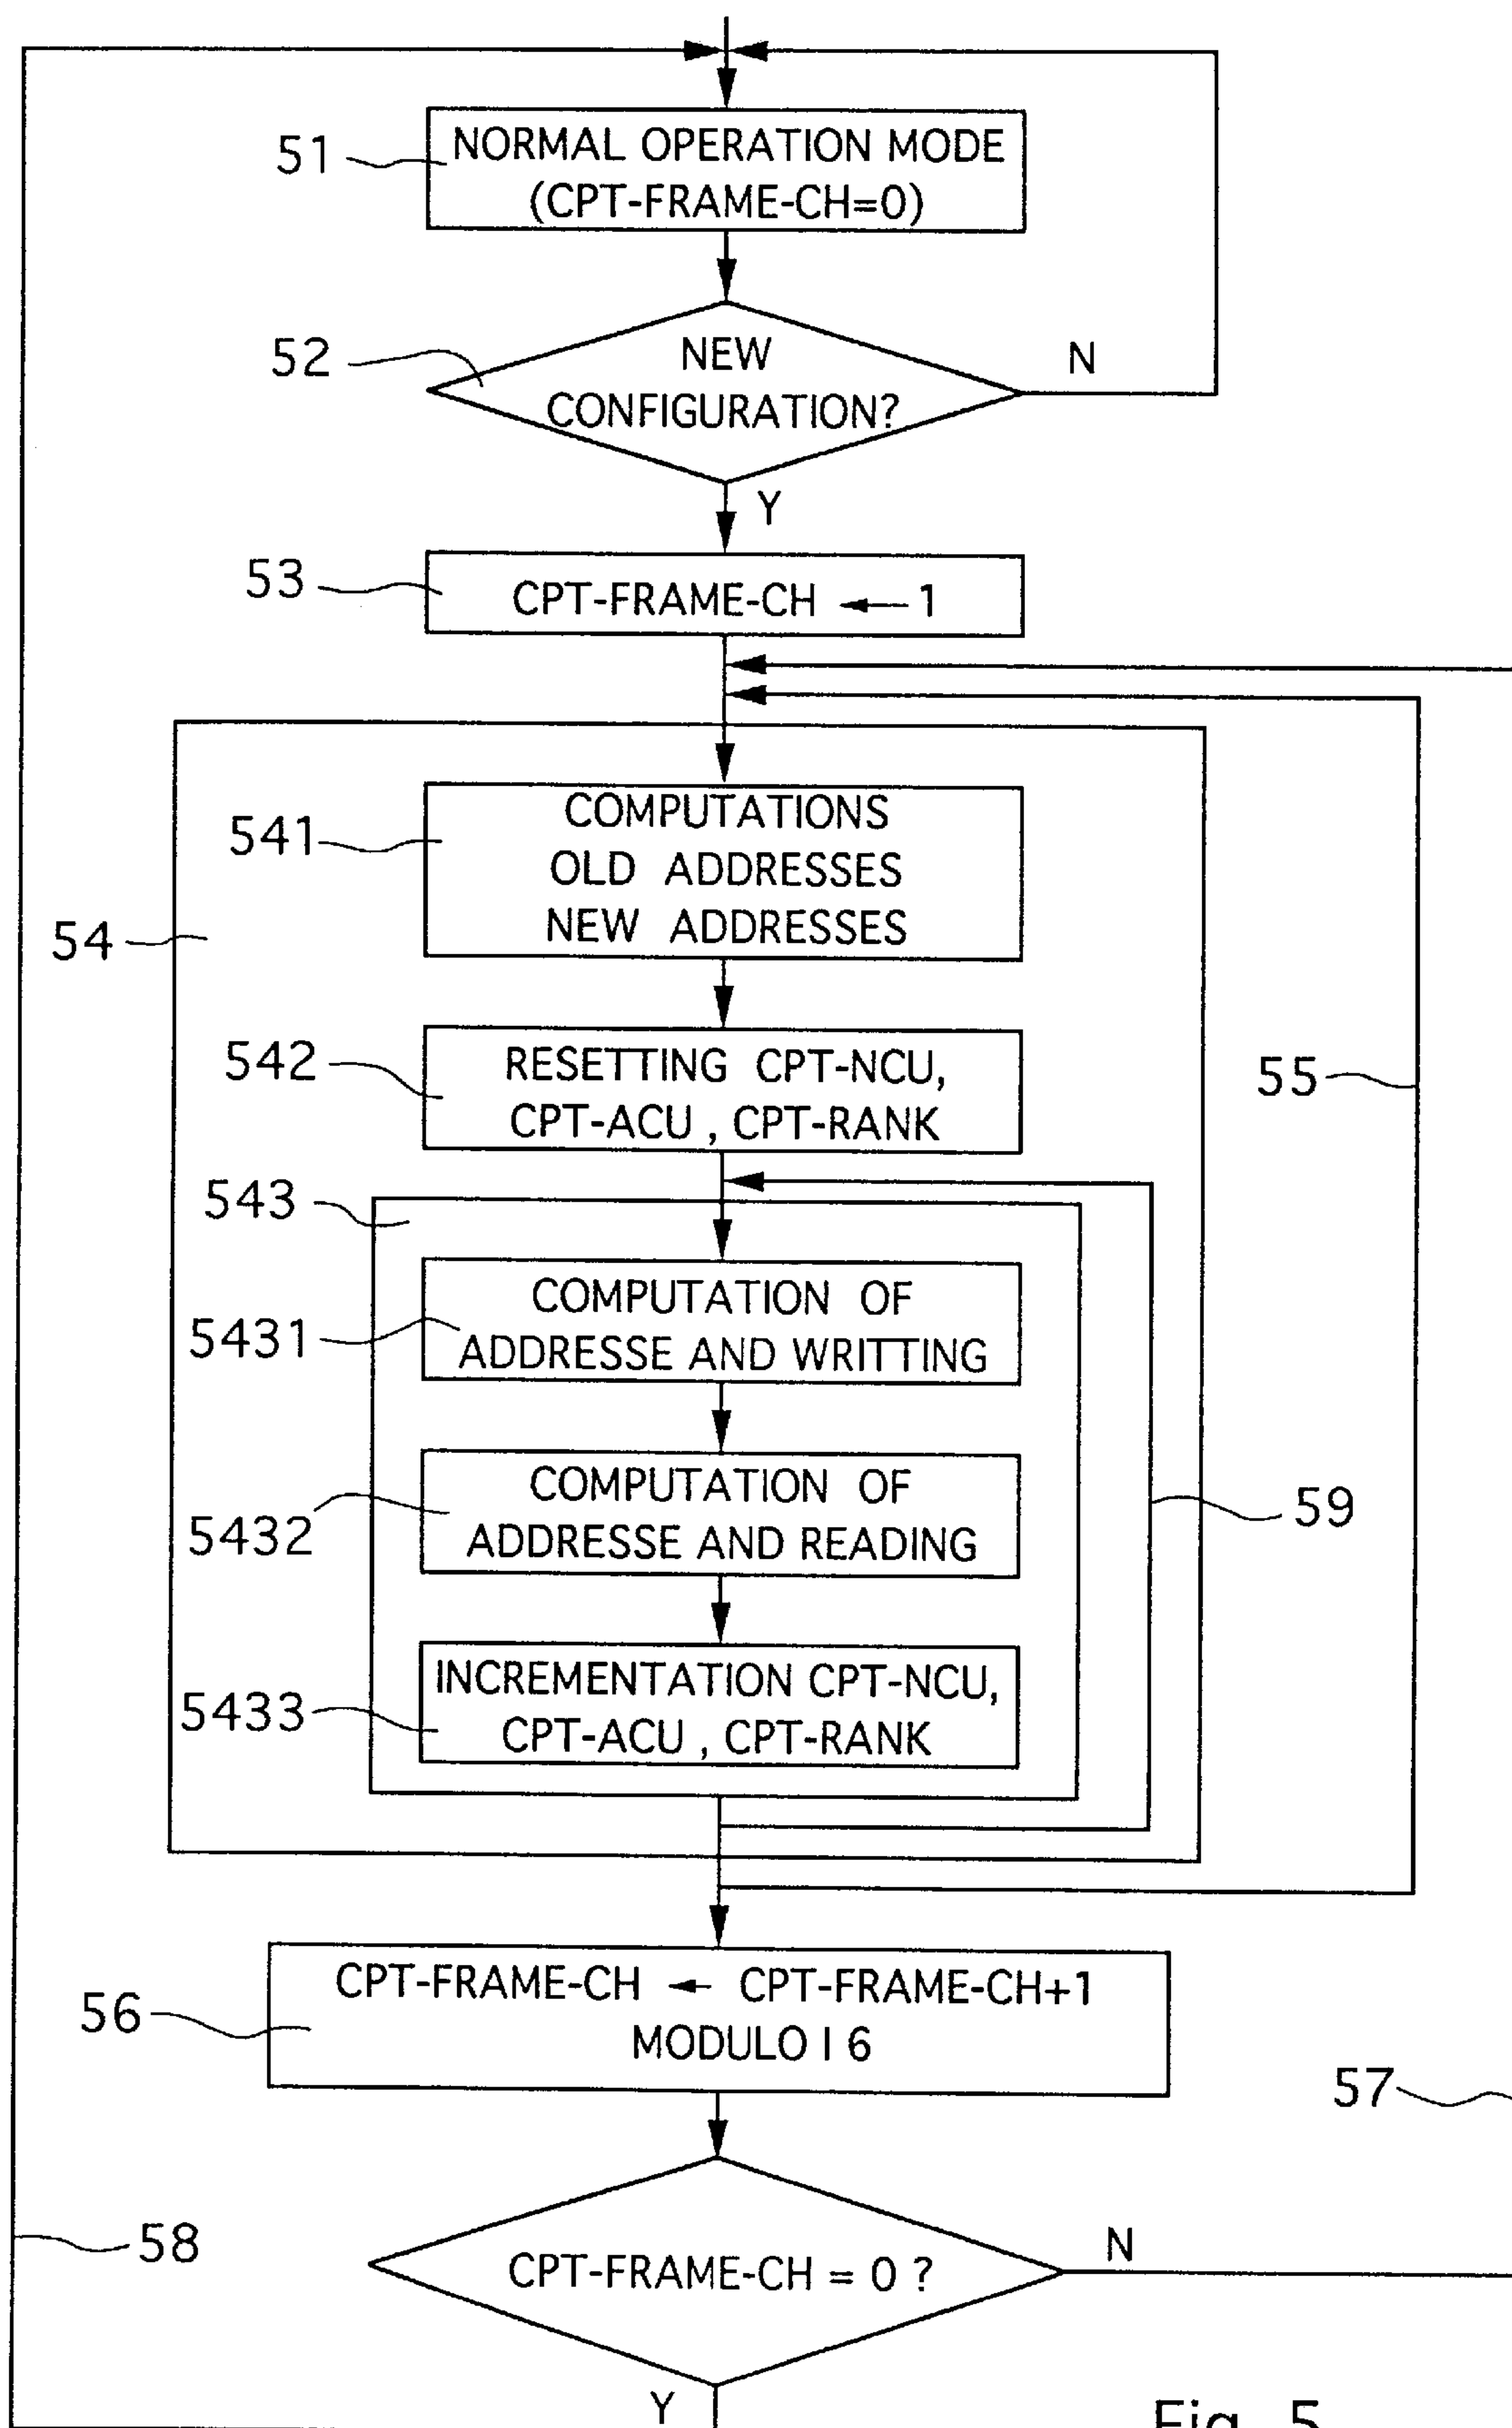 51
NORMAL OPERATION MODE
(CPT-FRAME-CH=0)
52
NEW
CONFIGURATION?
N
Y
53
CPT-FRAME-CH ← 1
541
COMPUTATIONS
OLD ADDRESSES
NEW ADDRESSES
54
542
RESETTING CPT-NCU,
CPT-ACU , CPT-RANK
55
543
5431
COMPUTATION OF
ADDRESSE AND WRITTING
5432
COMPUTATION OF
ADDRESSE AND READING
59
5433
INCREMENTATION CPT-NCU,
CPT-ACU , CPT-RANK
56
CPT-FRAME-CH ← CPT-FRAME-CH+1
MODULO I 6
57
58
CPT-FRAME-CH = 0 ?
N
Y
Fig. 5